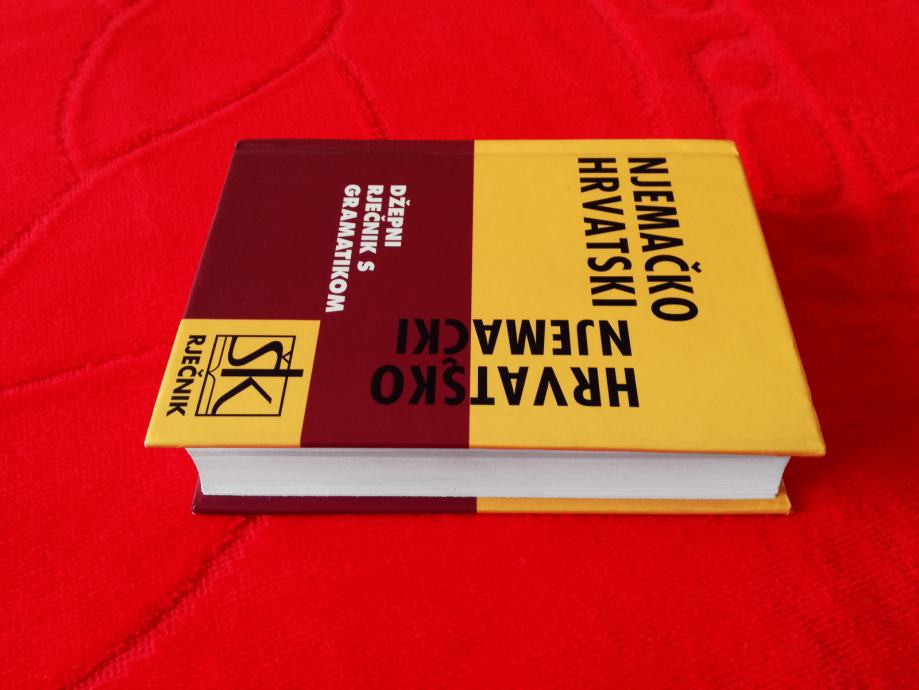 NJEMAČKO
HRVATSKI
HRVATSKO
NJEMAČKI
DŽEPNI
RJEČNIK S
GRAMATIKOM
ŠK
RJEČNIK